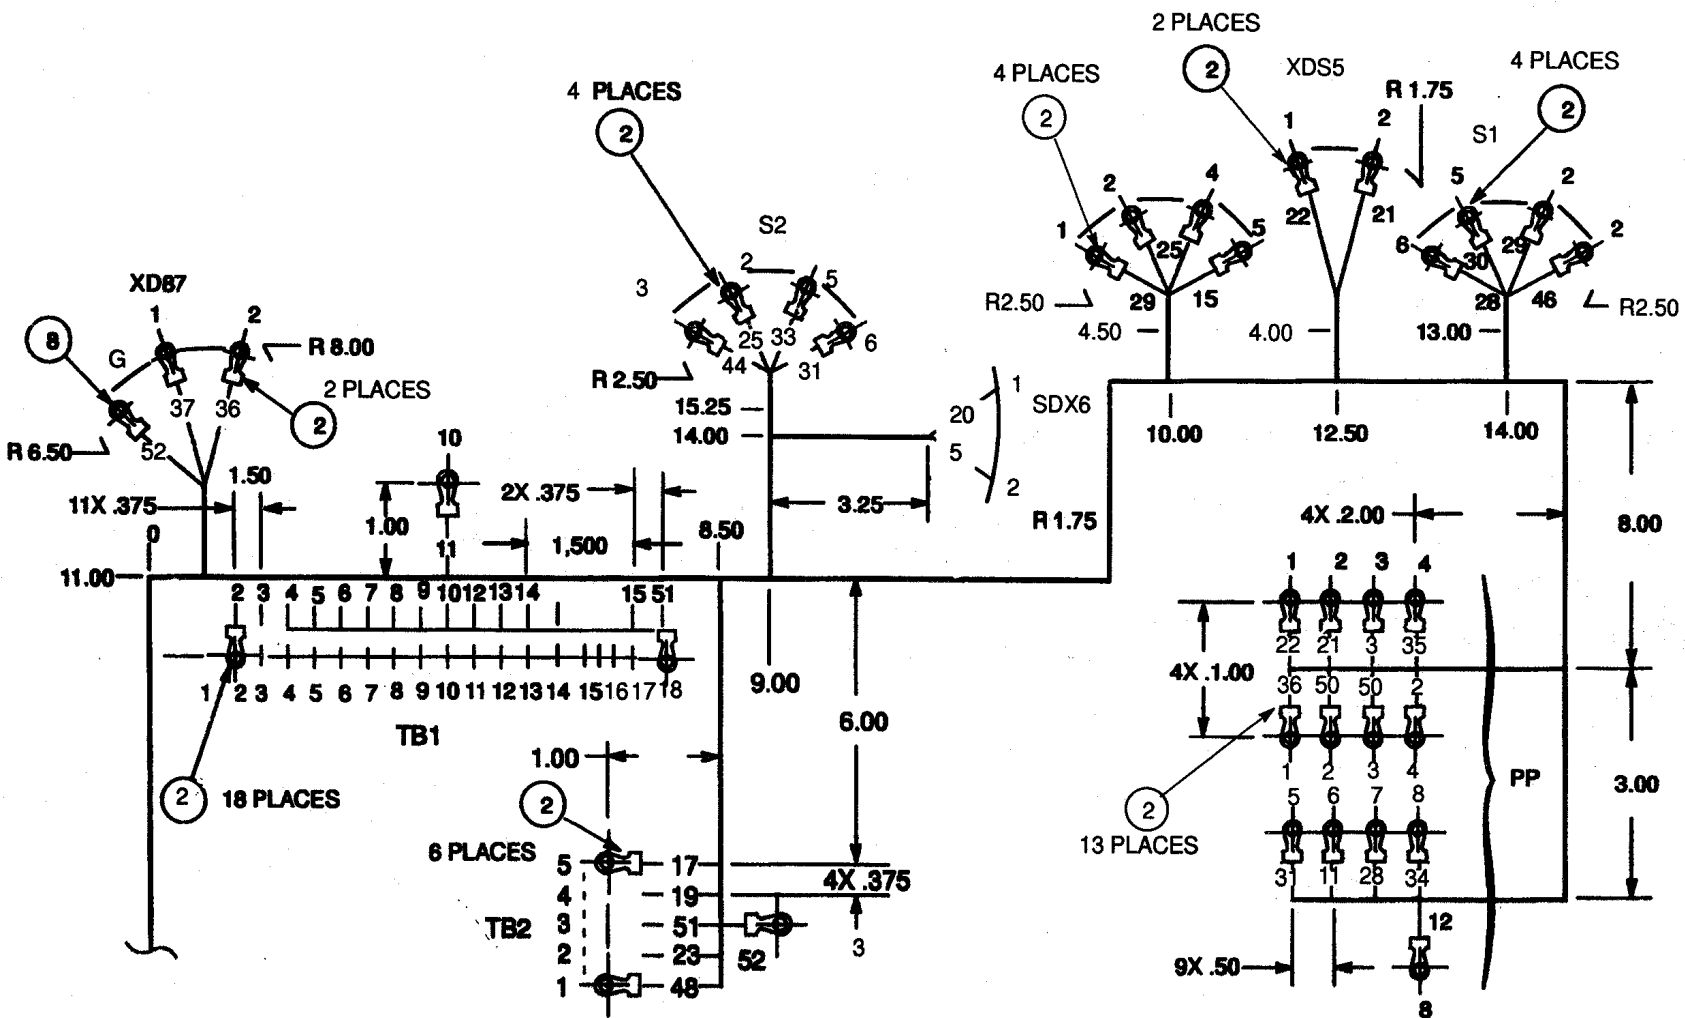 2 PLACES
2
XDS5
4 PLACES
2
4 PLACES
2
R 1.75
4 PLACES
2
S1
1
2
2
4
1
5
25
29
15
R2.50
4.50
22
21
4.00
5
2
6
2
30
29
28
46
R2.50
13.00
S2
3
2
5
6
25
33
44
31
R 2.50
15.25
14.00
XD87
1
2
G
8
R 8.00
2 PLACES
2
37
36
52
R 6.50
1.50
11X .375
0
10
11
1.00
2X .375
1,500
8.50
3.25
20
5
1
2
SDX6
R 1.75
10.00
12.50
14.00
8.00
4X .2.00
11.00
2 3 4 5 6 7 8 9 10 12 13 14 15 51
1 2 3 4 5 6 7 8 9 10 11 12 13 14 15 16 17 18
TB1
2
18 PLACES
9.00
6.00
1.00
2
6 PLACES
5 17
4 19
3 51
2 23
1 48
TB2
52
4X .375
3
1 2 3 4
22 21 3 35
4X .1.00
36 50 50 2
1 2 3 4
5 6 7 8
31 11 28 34
2
13 PLACES
PP
3.00
12
9X .50
8